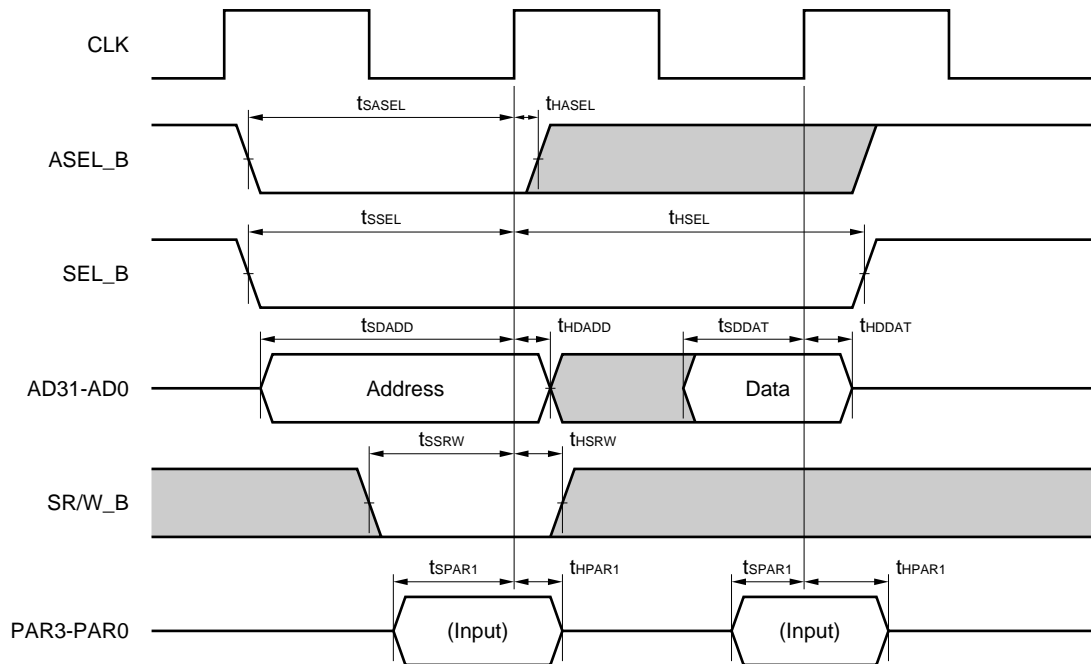 CLK
tSASEL tHASEL
ASEL_B
tSSEL tHSEL
SEL_B
tSDADD tHDADD tSDDAT tHDDAT
AD31-AD0 Address Data
tSSRW tHSRW
SR/W_B
tSPAR1 tHPAR1 tSPAR1 tHPAR1
PAR3-PAR0 (Input) (Input)